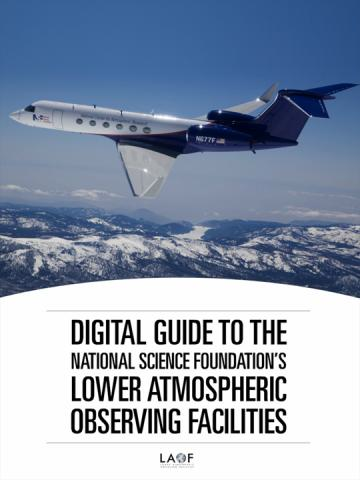 N677F
DIGITAL GUIDE TO THE
NATIONAL SCIENCE FOUNDATION'S
LOWER ATMOSPHERIC
OBSERVING FACILITIES
LAOF